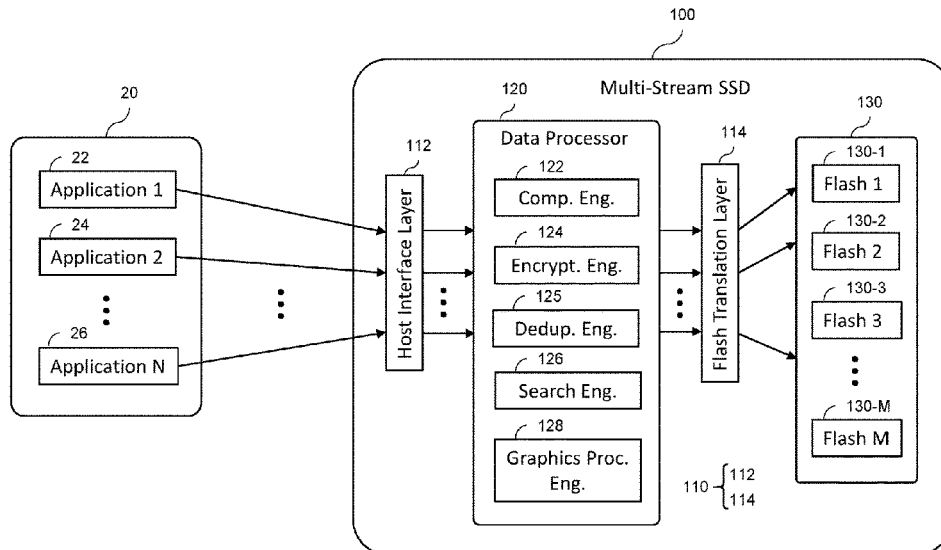 100
Multi-Stream SSD
20
22
Application 1
24
Application 2
26
Application N
112
Host Interface Layer
120
Data Processor
122
Comp. Eng.
124
Encrypt. Eng.
125
Dedup. Eng.
126
Search Eng.
128
Graphics Proc.
Eng.
114
Flash Translation Layer
130
130-1
Flash 1
130-2
Flash 2
130-3
Flash 3
130-M
Flash M
110
112
114